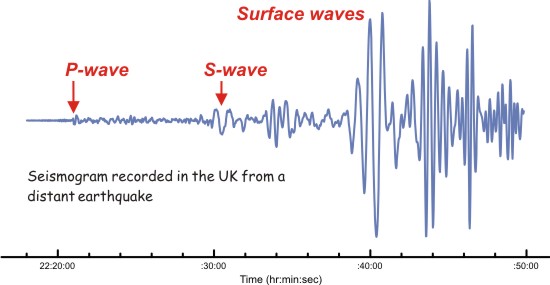 Surface waves
P-wave
S-wave
Seismogram recorded in the UK from a
distant earthquake
22:20:00
:30:00
:40:00
:50:00
Time (hr:min:sec)